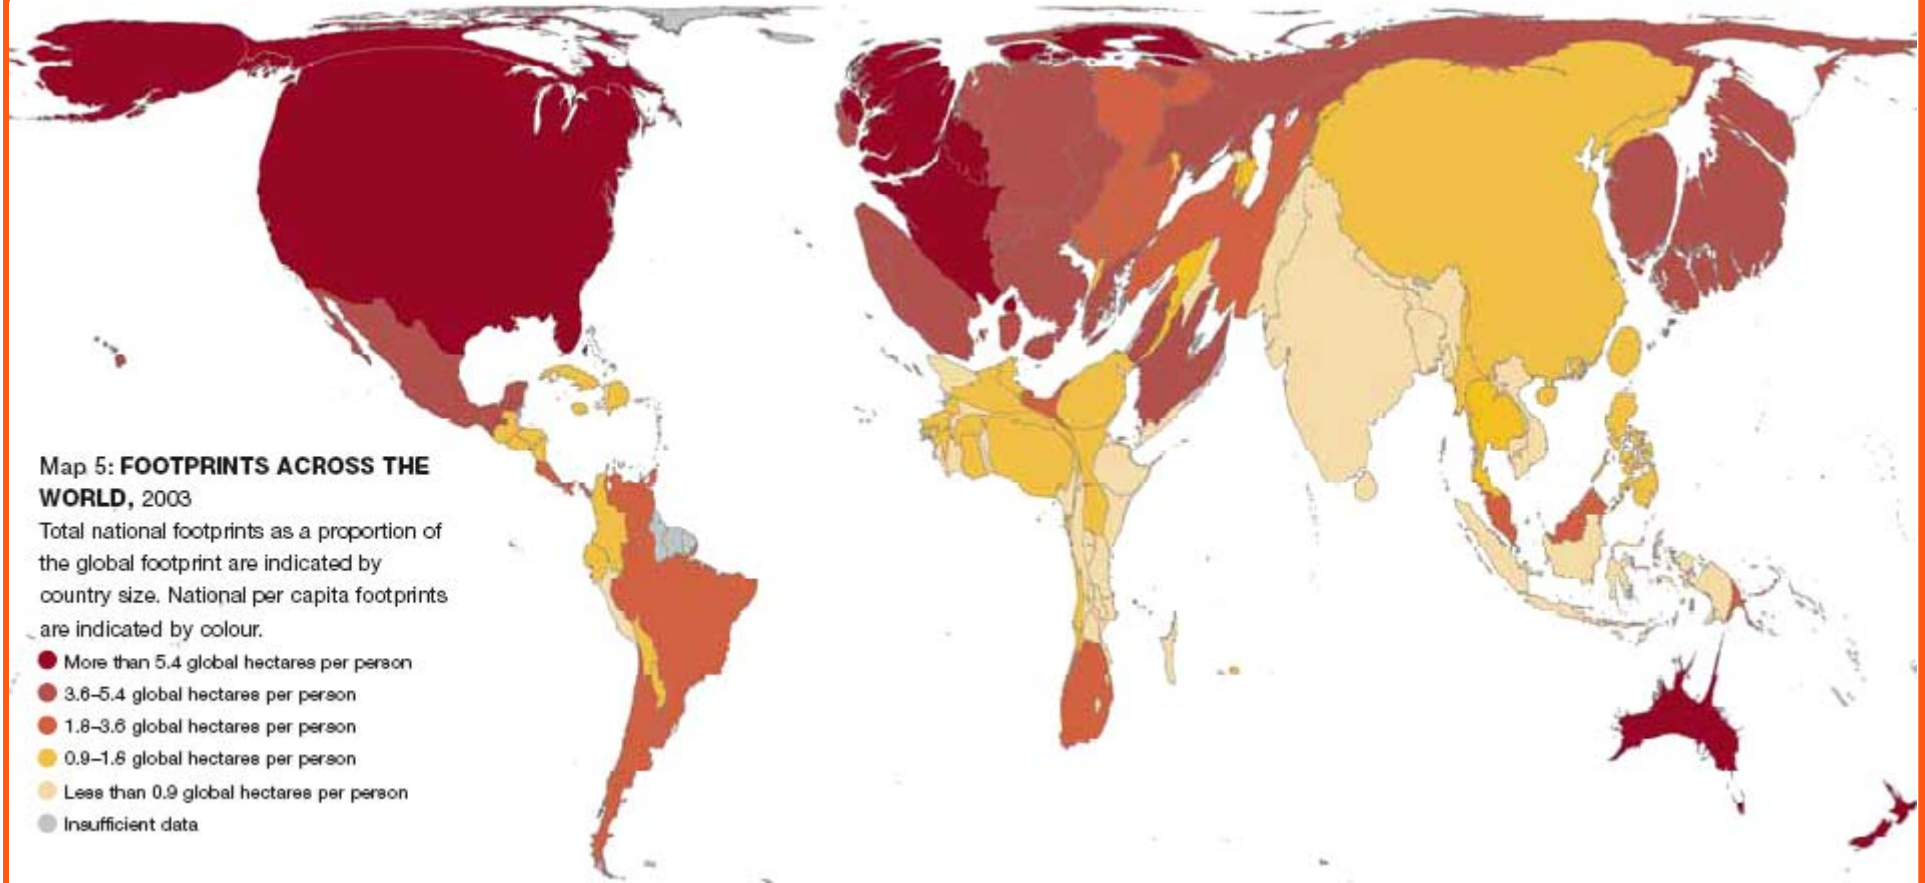 Map 5: FOOTPRINTS ACROSS THE
WORLD, 2003
Total national footprints as a proportion of
the global footprint are indicated by
country size. National per capita footprints
are indicated by colour.
More than 5.4 global hectares per person
3.6–5.4 global hectares per person
1.8–3.6 global hectares per person
0.9–1.8 global hectares per person
Less than 0.9 global hectares per person
Insufficient data